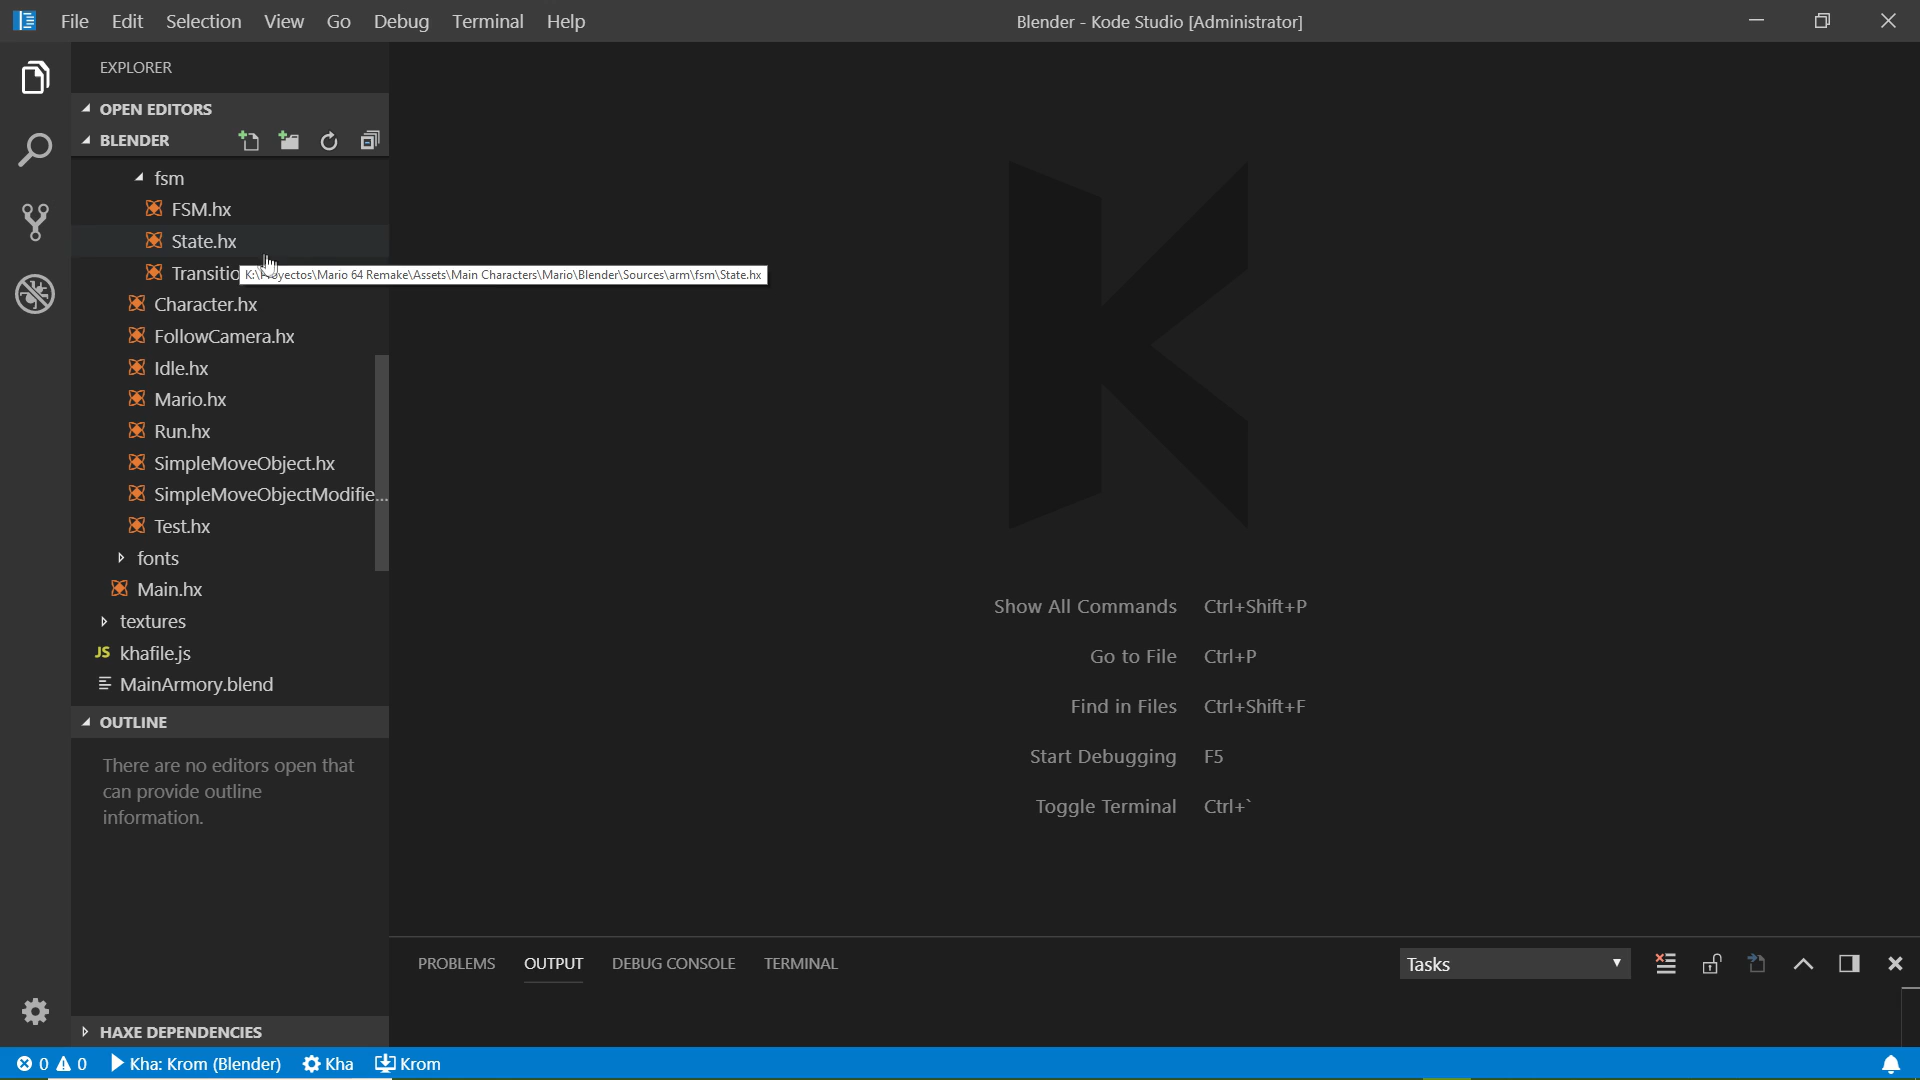 File Edit Selection View Go Debug Terminal Help
Blender - Kode Studio [Administrator]
EXPLORER
OPEN EDITORS
BLENDER
fsm
FSM.hx
State.hx
Transitio
K:\Proyectos\Mario 64 Remake\Assets\Main Characters\Mario\Blender\Sources\arm\fsm\State.hx
Character.hx
FollowCamera.hx
Idle.hx
Mario.hx
Run.hx
SimpleMoveObject.hx
SimpleMoveObjectModifie...
Test.hx
fonts
Main.hx
textures
JS khafile.js
MainArmory.blend
OUTLINE
There are no editors open that
can provide outline
information.
HAXE DEPENDENCIES
Show All Commands Ctrl+Shift+P
Go to File Ctrl+P
Find in Files Ctrl+Shift+F
Start Debugging F5
Toggle Terminal Ctrl+`
PROBLEMS OUTPUT DEBUG CONSOLE TERMINAL
Tasks
0 0 Kha: Krom (Blender) Kha Krom